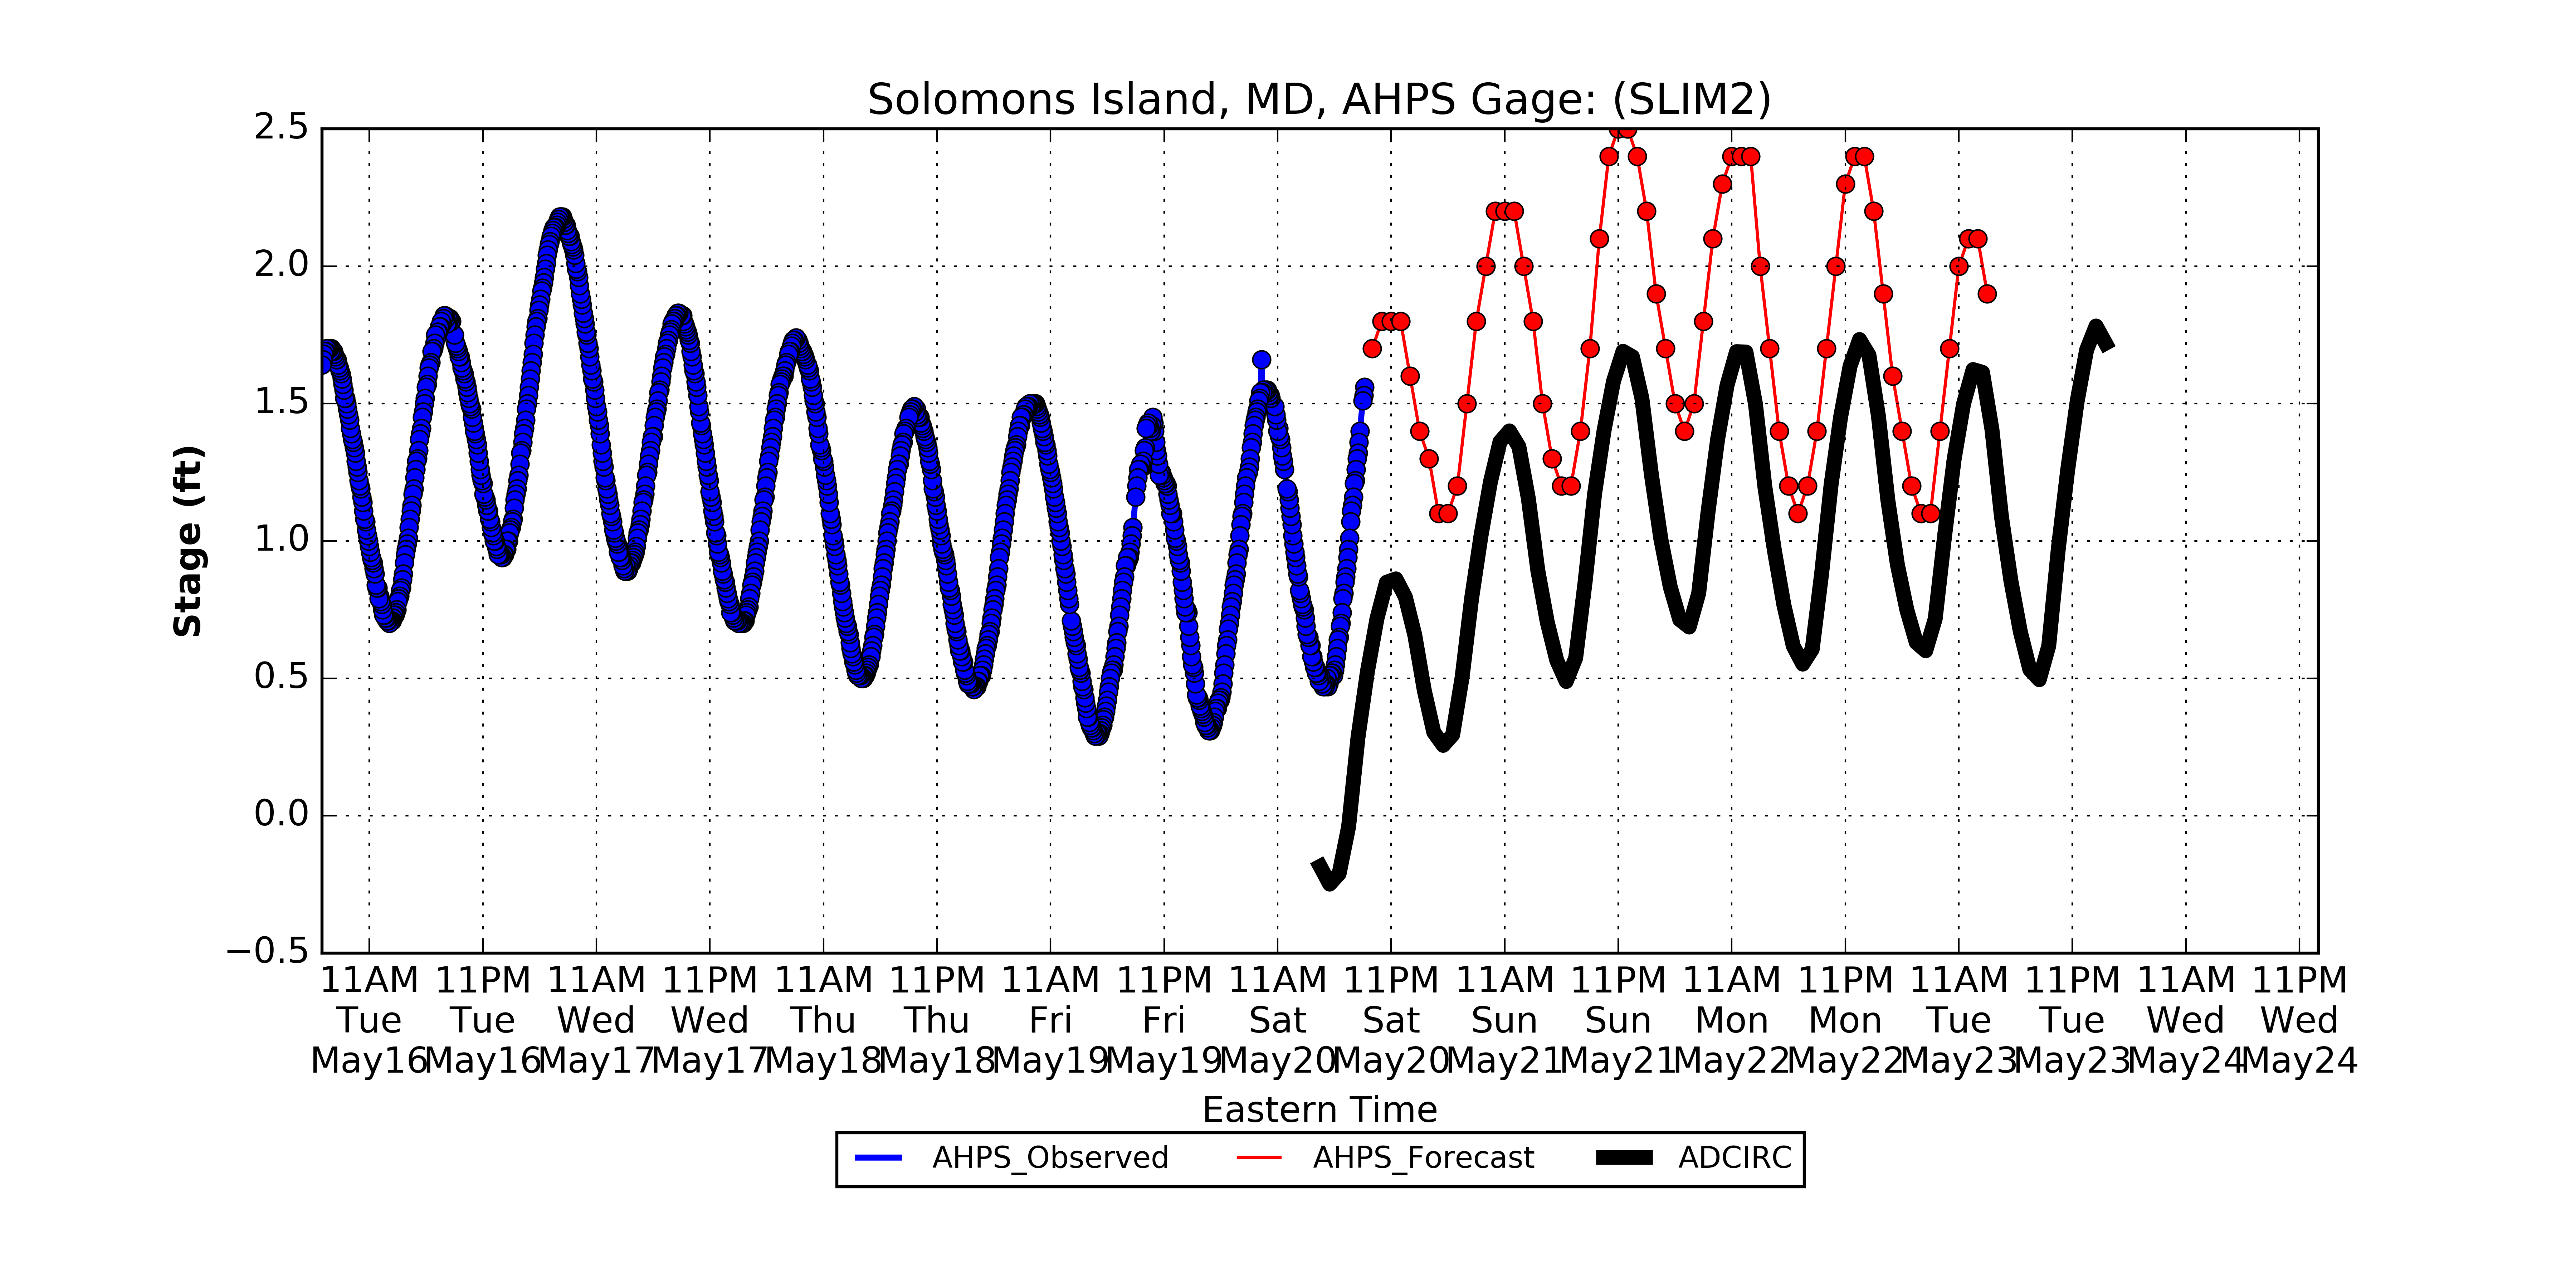 Solomons Island, MD, AHPS Gage: (SLIM2)
2.5
2.0
1.5
1.0
0.5
0.0
−0.5
Stage (ft)
11AM 11PM 11AM 11PM 11AM 11PM 11AM 11PM 11AM 11PM 11AM 11PM 11AM 11PM 11AM 11PM 11AM 11PM
Tue Tue Wed Wed Thu Thu Fri Fri Sat Sat Sun Sun Mon Mon Tue Tue Wed Wed
May16 May16 May17 May17 May18 May18 May19 May19 May20 May20 May21 May21 May22 May22 May23 May23 May24 May24
Eastern Time
AHPS_Observed AHPS_Forecast ADCIRC